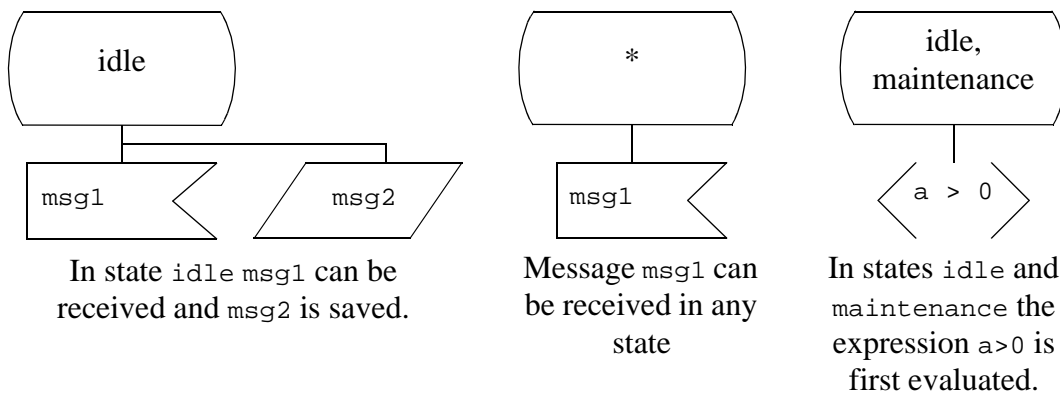 idle
msg1
msg2
In state idle msg1 can be
received and msg2 is saved.
*
msg1
Message msg1 can
be received in any
state
idle,
maintenance
a > 0
In states idle and
maintenance the
expression a>0 is
first evaluated.